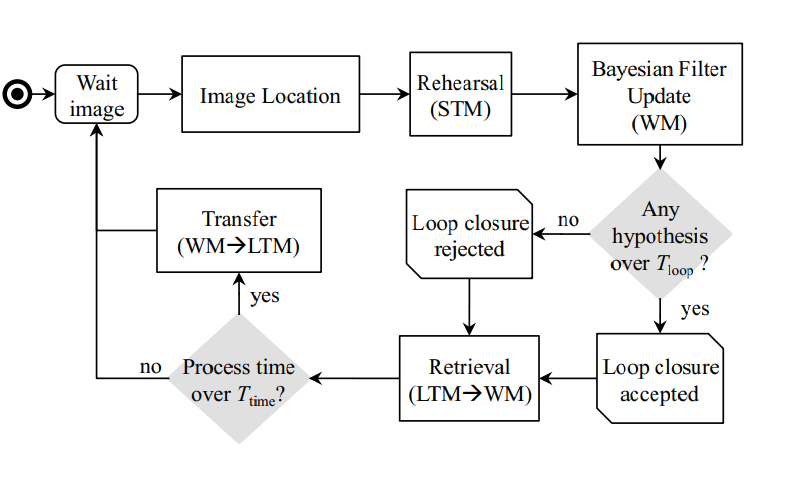 Wait
image
Image Location
Rehearsal
(STM)
Bayesian Filter
Update
(WM)
Any
hypothesis
over Tloop ?
no
yes
Loop closure
rejected
Loop closure
accepted
Retrieval
(LTM→WM)
Process time
over Ttime?
yes
no
Transfer
(WM→LTM)